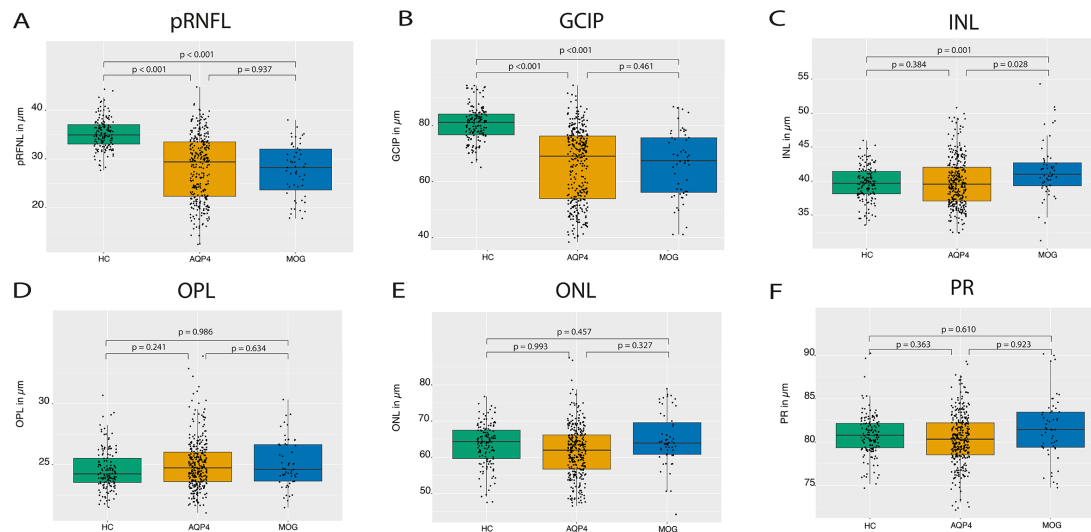 A pRNFL
p < 0.001
p < 0.001 p = 0.937
pRFNL in µm
40
30
20
HC AQP4 MOG
B GCIP
p <0.001
p <0.001 p = 0.461
GCIP in µm
80
60
40
HC AQP4 MOG
C INL
p = 0.001
p = 0.384 p = 0.028
INL in µm
55
50
45
40
35
HC AQP4 MOG
D OPL
p = 0.986
p = 0.241 p = 0.634
OPL in µm
30
25
HC AQP4 MOG
E ONL
p = 0.457
p = 0.993 p = 0.327
ONL in µm
80
70
60
50
HC AQP4 MOG
F PR
p = 0.610
p = 0.363 p = 0.923
PR in µm
90
85
80
75
HC AQP4 MOG